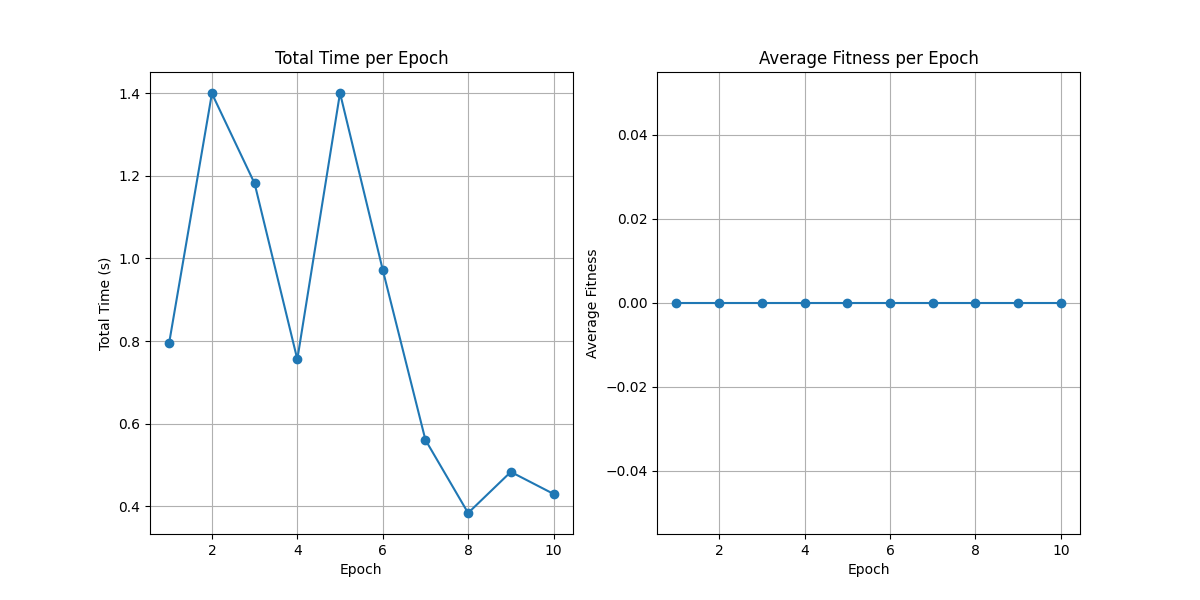 Total Time per Epoch
Total Time (s)
1.4
1.2
1.0
0.8
0.6
0.4
2 4 6 8 10
Epoch
Average Fitness per Epoch
Average Fitness
0.04
0.02
0.00
−0.02
−0.04
2 4 6 8 10
Epoch